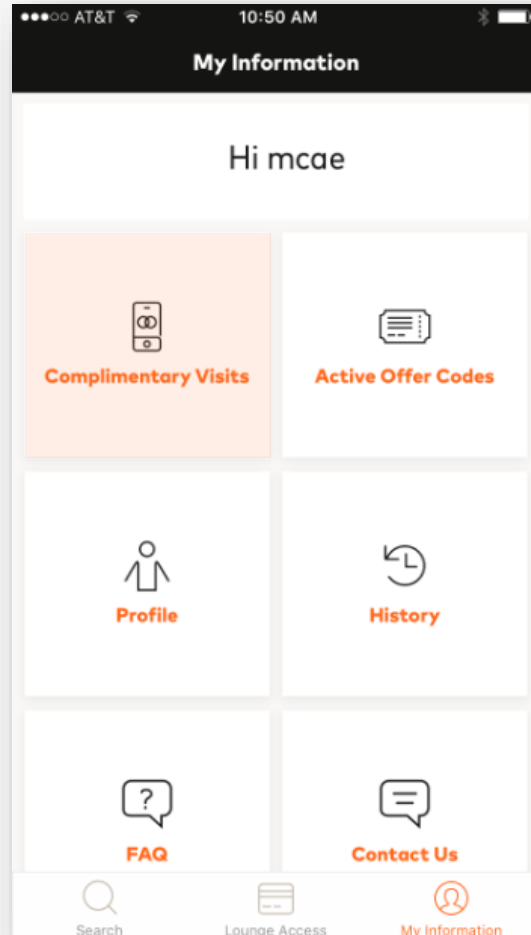 AT&T 10:50 AM
My Information
Hi mcae
Complimentary Visits Active Offer Codes
Profile History
?
FAQ Contact Us
Search Lounge Access My Information